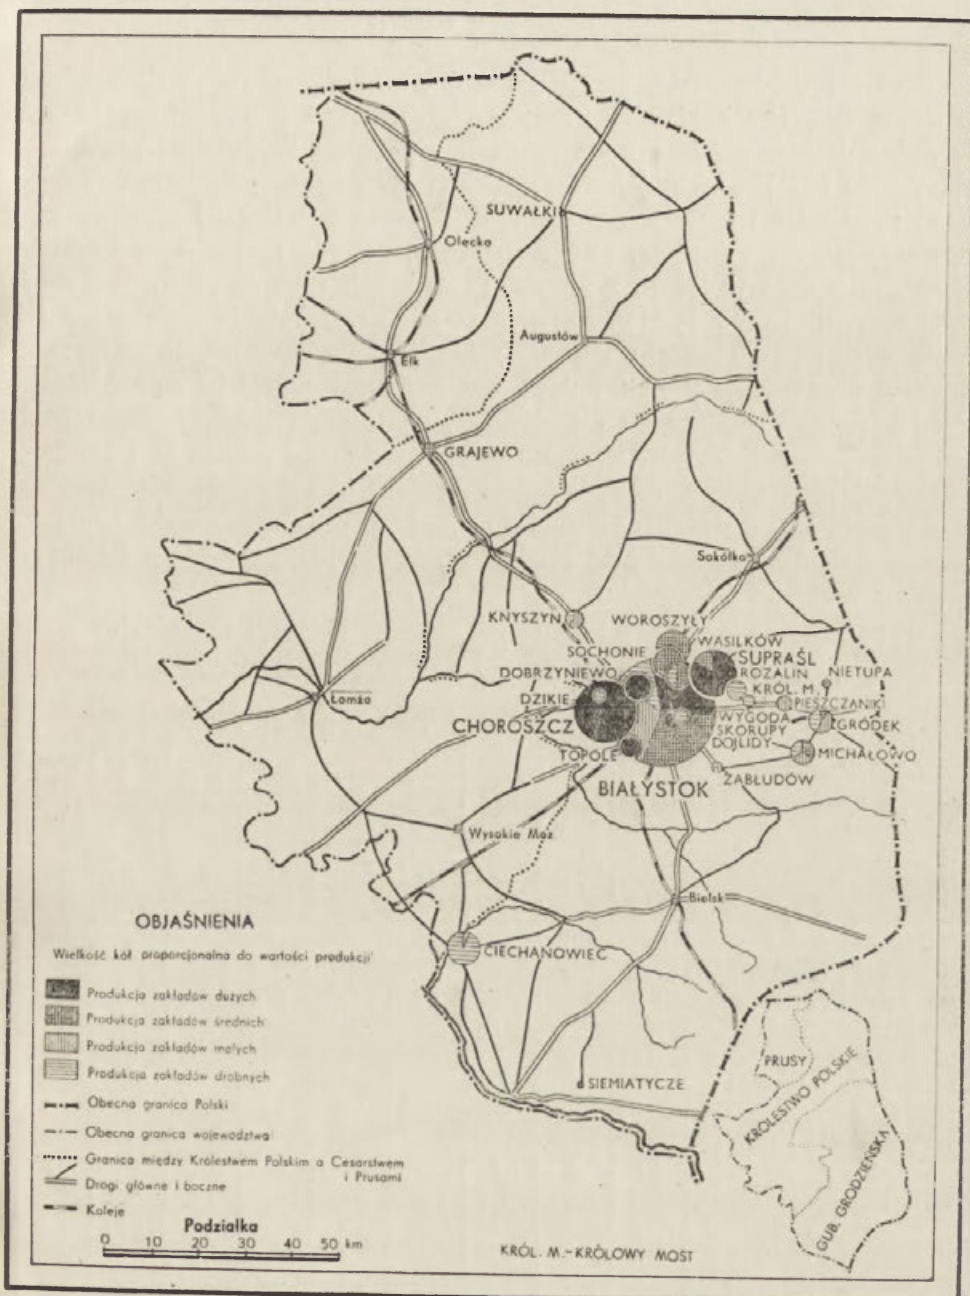 SUWAŁKI
Olecko
Augustów
Ełk
GRAJEWO
Sokółka
KNYSZYN
WOROSZYŁY
WASILKÓW
SOCHONIE
SUPRAŚL
DOBRZYNIEWO
ROZALIN
NIETUPA
DZIKIE
KRÓL. M.
PIESZCZANIKI
Łomża
CHOROSZCZ
WYGODA
GRÓDEK
SKORUPY
DOJLIDY
TOPOLE
MICHAŁOWO
ZABŁUDÓW
BIAŁYSTOK
Wysokie Maz.
Bielsk
CIECHANOWIEC
SIEMIATYCZE
OBJAŚNIENIA
Wielkość kół proporcjonalna do wartości produkcji
Produkcja zakładów dużych
Produkcja zakładów średnich
Produkcja zakładów małych
Produkcja zakładów drobnych
Obecna granica Polski
Obecna granica województwa
Granica między Królestwem Polskim a Cesarstwem
i Prusami
Drogi główne i boczne
Koleje
Podziałka
0 10 20 30 40 50 km
KRÓL. M.-KRÓLOWY MOST
PRUSY
KRÓLESTWO POLSKIE
GUB. GRODZIEŃSKA